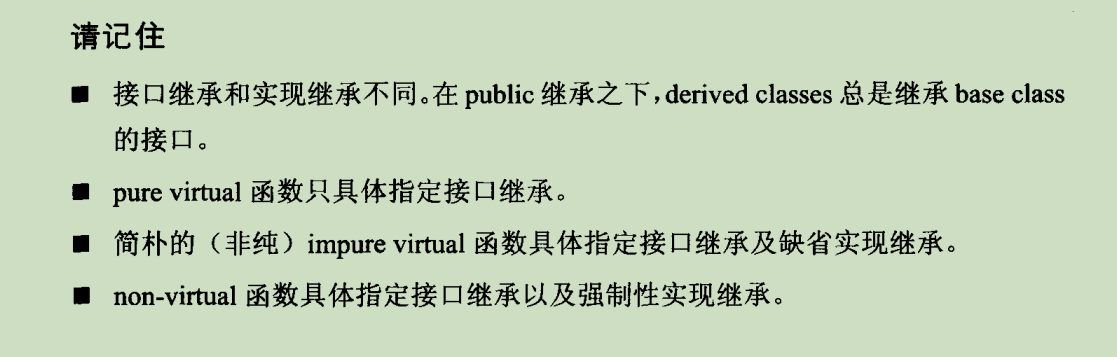 请记住
■ 接口继承和实现继承不同。在 public 继承之下，derived classes 总是继承 base class
的接口。
■ pure virtual 函数只具体指定接口继承。
■ 简朴的（非纯）impure virtual 函数具体指定接口继承及缺省实现继承。
■ non-virtual 函数具体指定接口继承以及强制性实现继承。